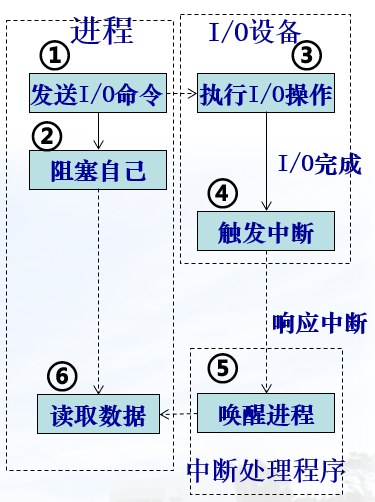 进程
I/O设备
①
③
发送I/O命令
执行I/O操作
②
阻塞自己
I/O完成
④
触发中断
响应中断
⑤
⑥
读取数据
唤醒进程
中断处理程序